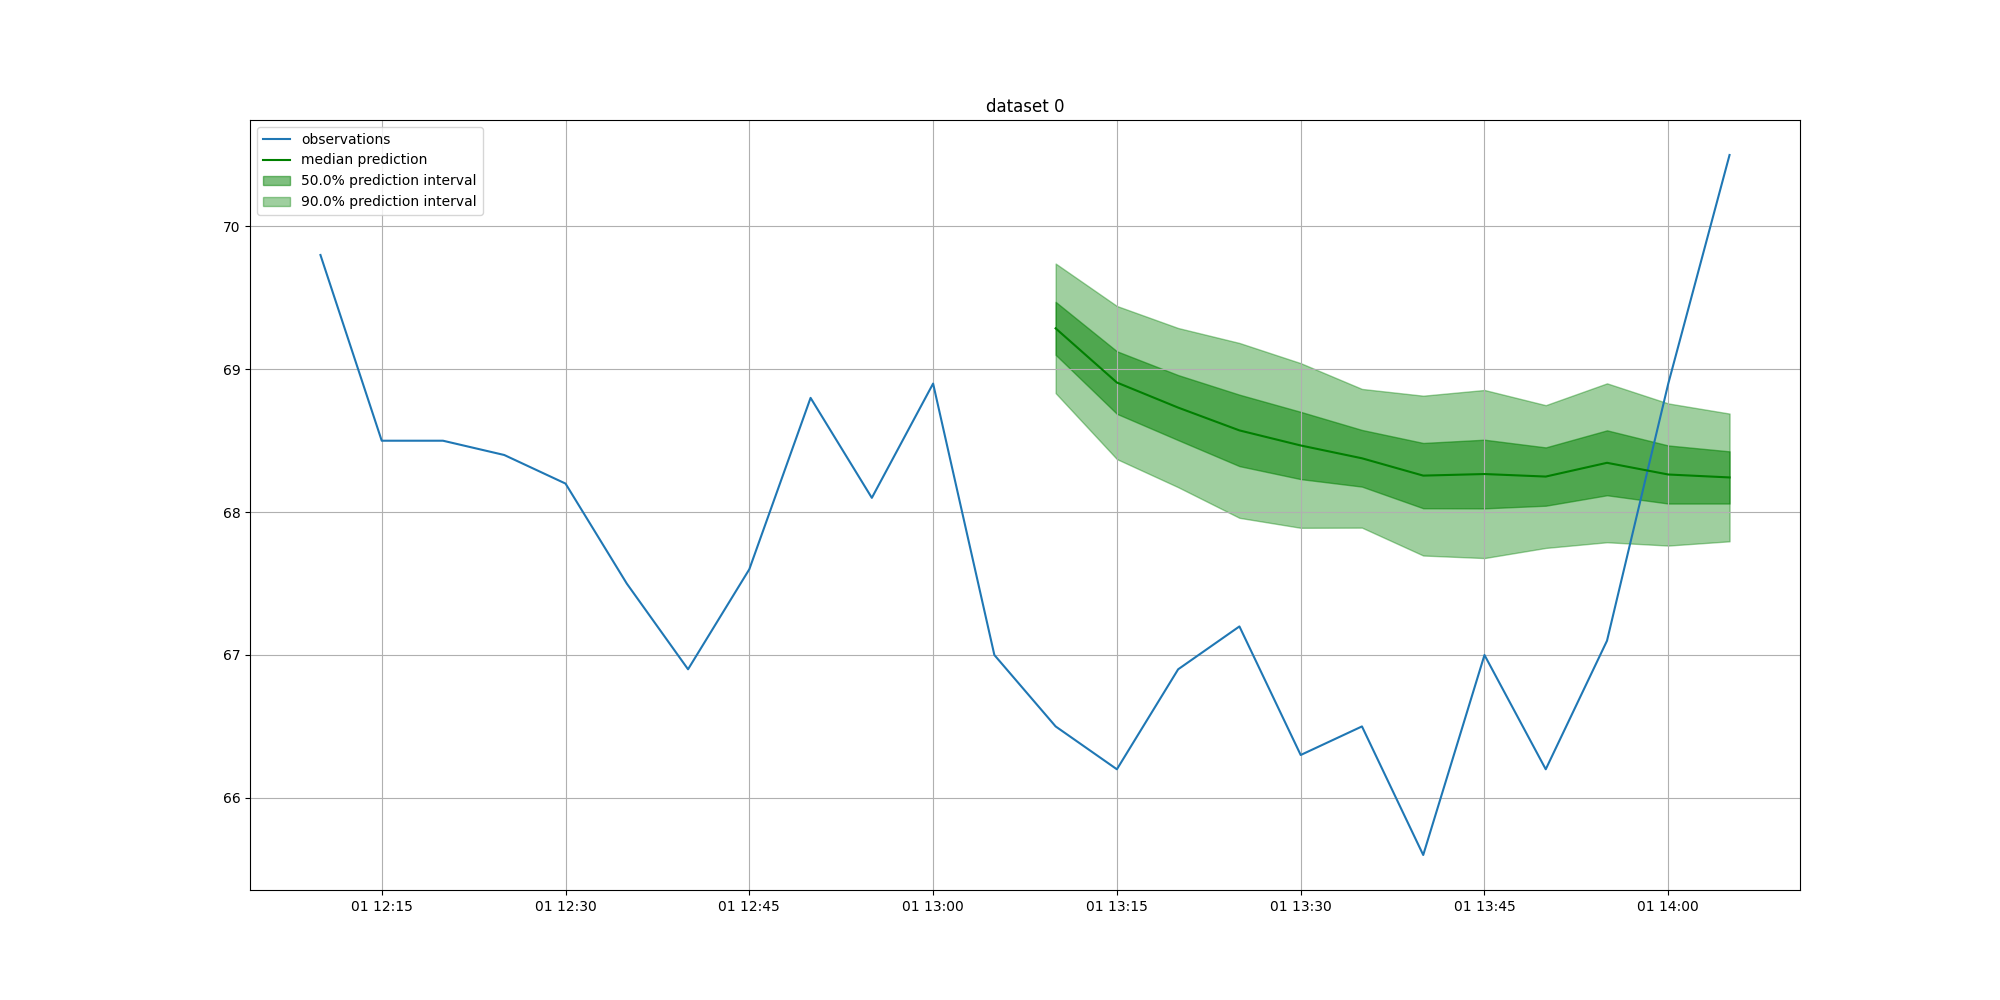 dataset 0
observations
median prediction
50.0% prediction interval
90.0% prediction interval
70
69
68
67
66
01 12:15 01 12:30 01 12:45 01 13:00 01 13:15 01 13:30 01 13:45 01 14:00